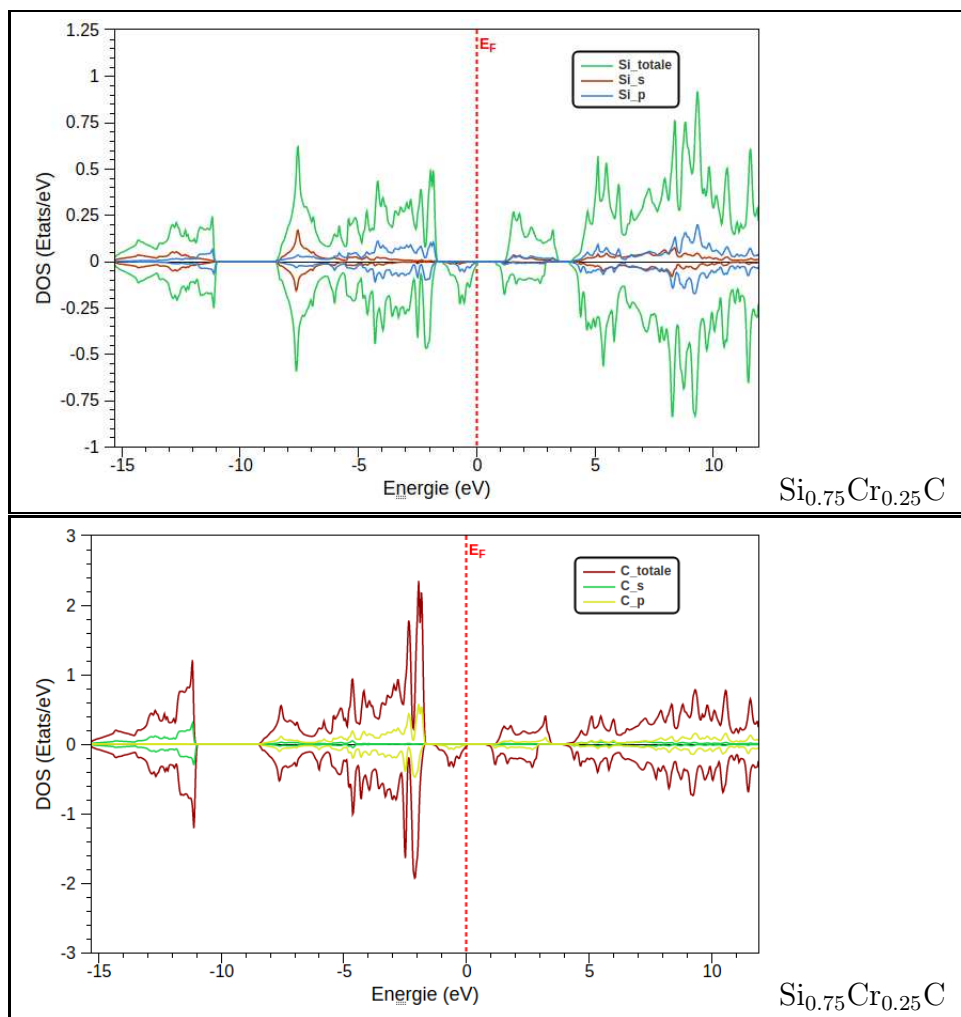 1.25
E_F
Si_totale
Si_s
Si_p
1
0.75
0.5
0.25
0
-0.25
-0.5
-0.75
-1
DOS (Etats/eV)
-15 -10 -5 0 5 10
Energie (eV)
Si0.75Cr0.25C
3
E_F
C_totale
C_s
C_p
2
1
0
-1
-2
-3
DOS (Etats/eV)
-15 -10 -5 0 5 10
Energie (eV)
Si0.75Cr0.25C